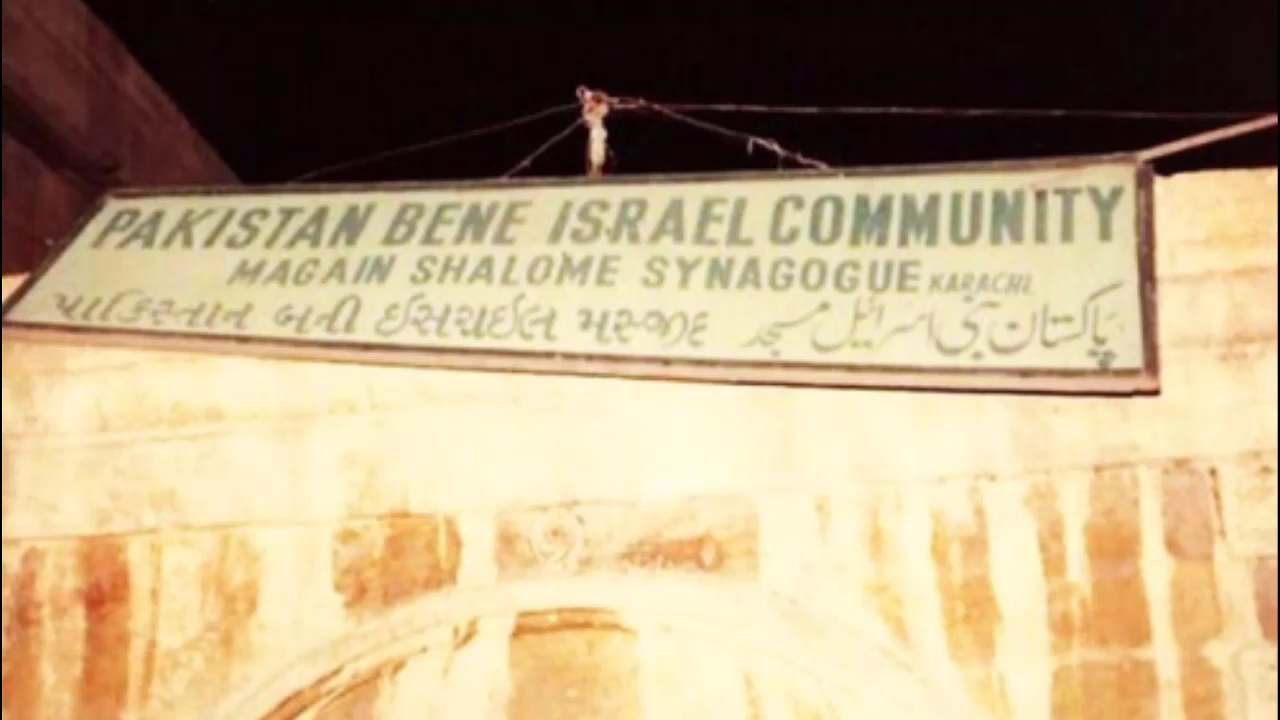 PAKISTAN BENE ISRAEL COMMUNITY
MAGAIN SHALOME SYNAGOGUE KARACHI
પાકિસ્તાન બની ઈસરાઈલ મસ્જીદ پاکستان بنی اسرائیل مسجد